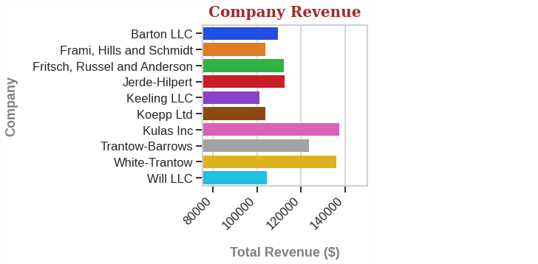 Company Revenue
Barton LLC
Frami, Hills and Schmidt
Fritsch, Russel and Anderson
Jerde-Hilpert
Keeling LLC
Koepp Ltd
Kulas Inc
Trantow-Barrows
White-Trantow
Will LLC
Company
80000
100000
120000
140000
Total Revenue ($)